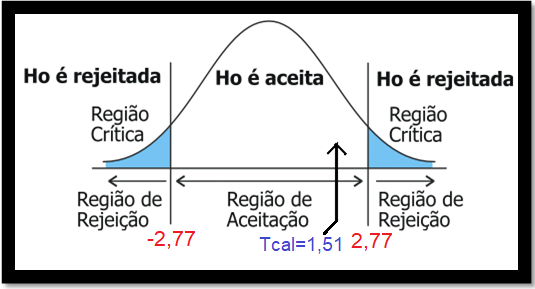 Ho é rejeitada
Ho é aceita
Ho é rejeitada
Região
Crítica
Região
Crítica
Região de
Rejeição
Região de
Aceitação
Região de
Rejeição
-2,77
Tcal=1,51
2,77